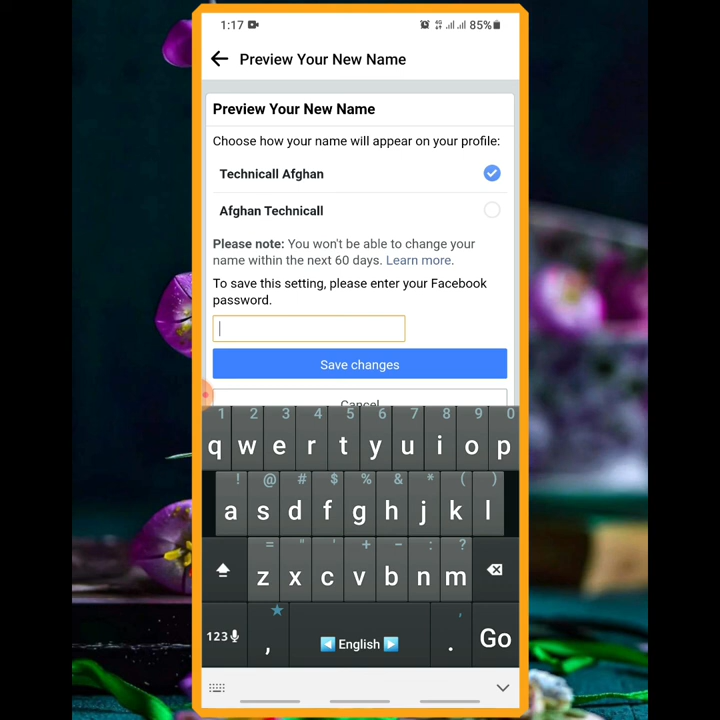 1:17 4G 85%
Preview Your New Name
Preview Your New Name
Choose how your name will appear on your profile:
Technicall Afghan
Afghan Technicall
Please note: You won't be able to change your
name within the next 60 days. Learn more.
To save this setting, please enter your Facebook
password.
Save changes
Cancel
1 2 3 4 5 6 7 8 9 0
q w e r t y u i o p
! @ # $ % & * ( )
a s d f g h j k l
= " ' + - : ?
z x c v b n m
123 , English . Go